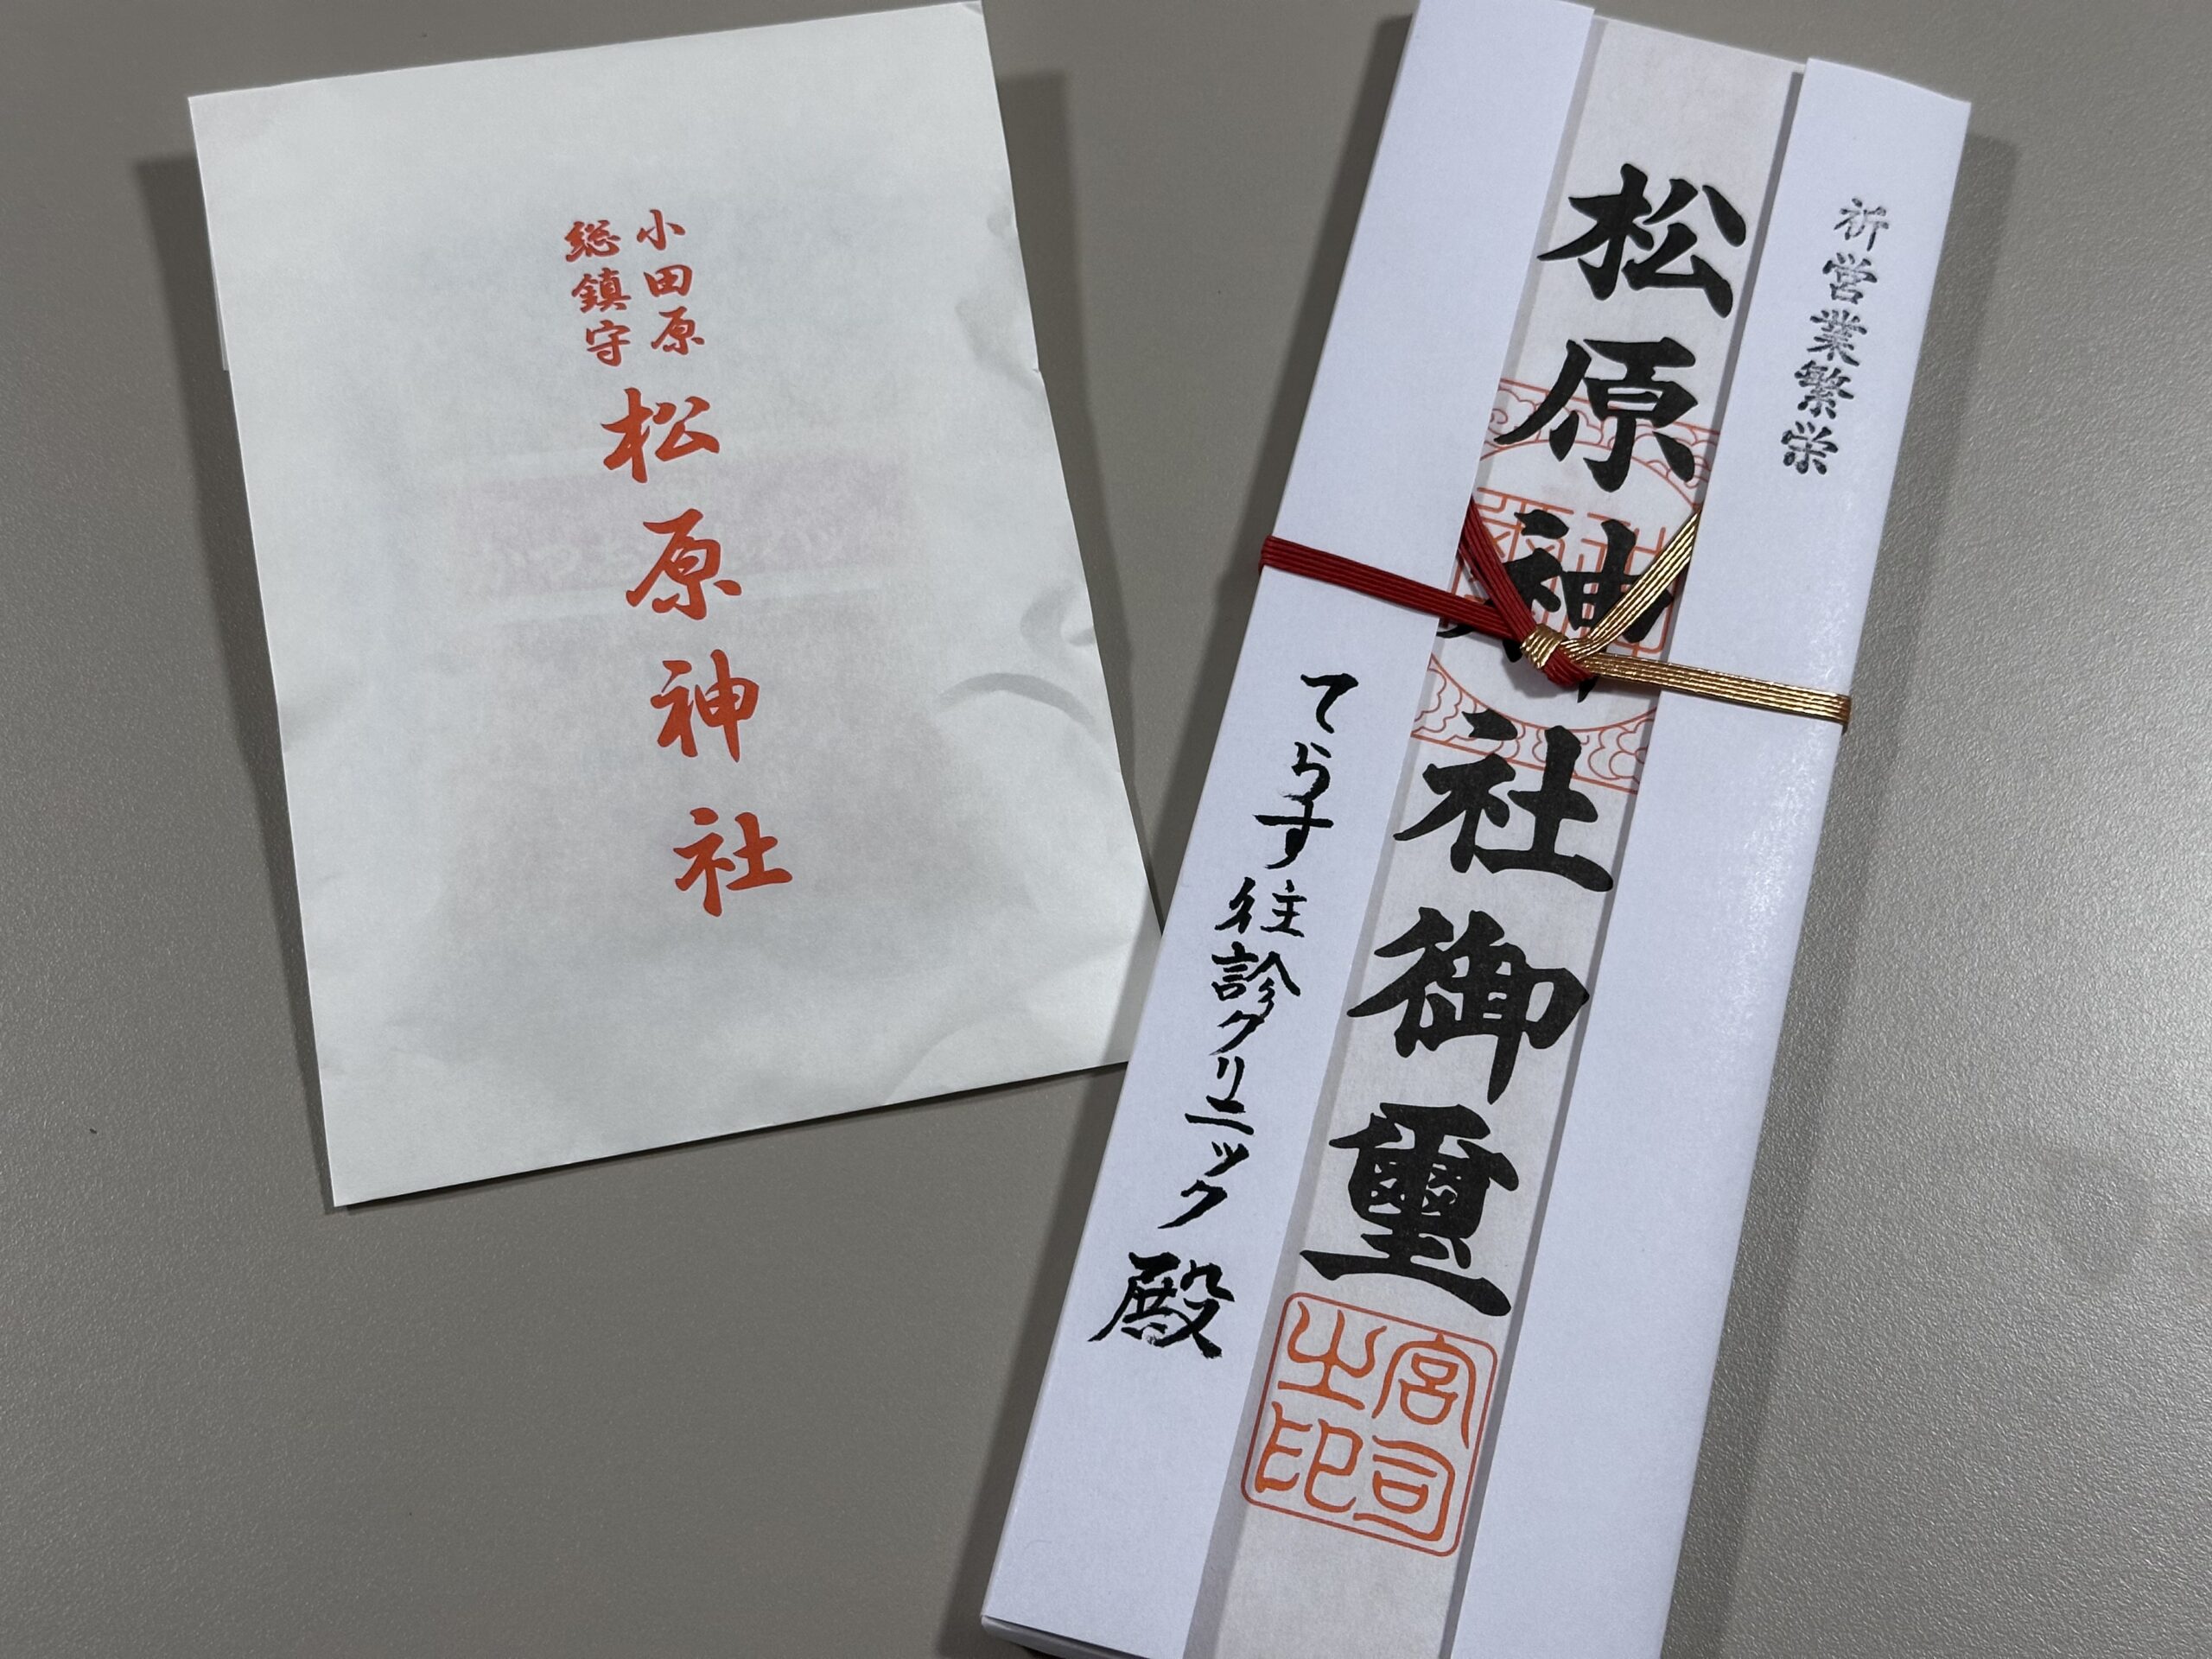 小田原
総鎮守
松原神社
祈営業繁栄
松原神社御璽
宮司
之印
てらす往診クリニック殿